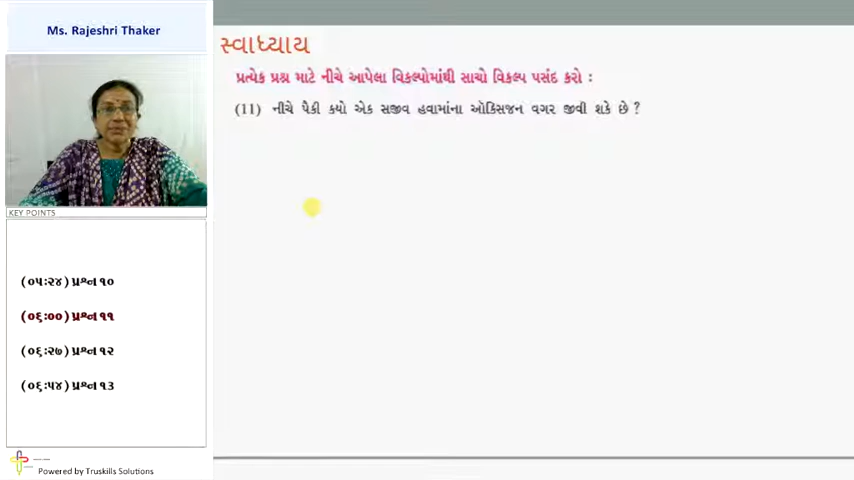 Ms. Rajeshri Thaker
સ્વાધ્યાય
પ્રત્યેક પ્રશ્ન માટે નીચે આપેલા વિકલ્પોમાંથી સાચો વિકલ્પ પસંદ કરો :
(11) નીચે પૈકી કયો એક સજીવ હવામાંના ઑકિસજન વગર જીવી શકે છે ?
KEY POINTS
(૦૫:૨૪) પ્રશ્ન ૧૦
(૦૬:૦૦) પ્રશ્ન ૧૧
(૦૬:૨૭) પ્રશ્ન ૧૨
(૦૬:૫૪) પ્રશ્ન ૧૩
Powered by Truskills Solutions